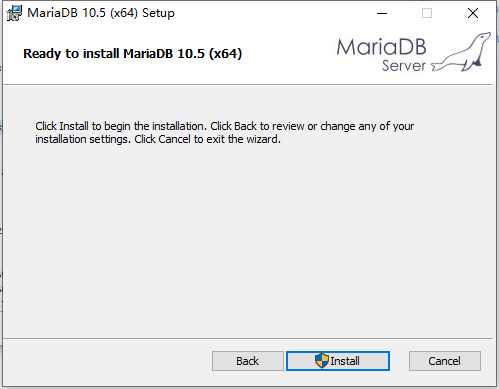 MariaDB 10.5 (x64) Setup
Ready to install MariaDB 10.5 (x64)
MariaDB
Server
Click Install to begin the installation. Click Back to review or change any of your
installation settings. Click Cancel to exit the wizard.
Back
Install
Cancel